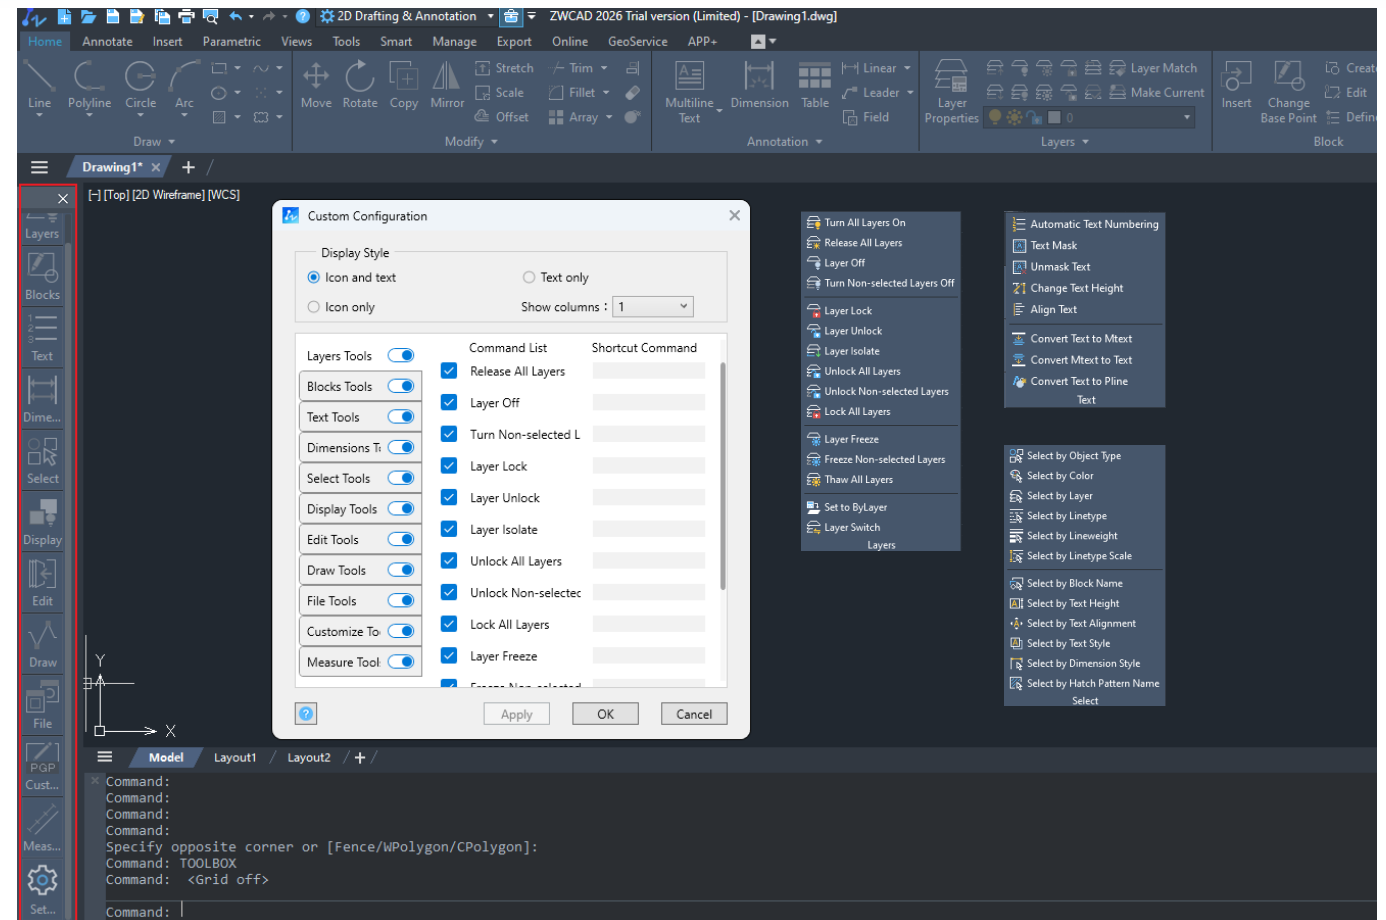 2D Drafting & Annotation
ZWCAD 2026 Trial version (Limited) - [Drawing1.dwg]
Home Annotate Insert Parametric Views Tools Smart Manage Export Online GeoService APP+
Line Polyline Circle Arc
Draw
Move Rotate Copy Mirror
Stretch Trim
Scale Fillet
Offset Array
Modify
Multiline Text
Dimension Table
Linear
Leader
Field
Annotation
Layer Properties
Layer Match
Make Current
0
Layers
Insert Change Base Point
Creat
Edit
Defin
Block
Drawing1*
[-] [Top] [2D Wireframe] [WCS]
Layers
Blocks
1
2
3
Text
Dime...
Select
Display
Edit
Draw
File
PGP
Cust...
Meas...
Set...
Custom Configuration
Display Style
Icon and text
Text only
Icon only
Show columns : 1
Layers Tools
Blocks Tools
Text Tools
Dimensions T
Select Tools
Display Tools
Edit Tools
Draw Tools
File Tools
Customize To
Measure Tool
Command List Shortcut Command
Release All Layers
Layer Off
Turn Non-selected L
Layer Lock
Layer Unlock
Layer Isolate
Unlock All Layers
Unlock Non-selectec
Lock All Layers
Layer Freeze
Freeze Non-selected
Apply OK Cancel
Turn All Layers On
Release All Layers
Layer Off
Turn Non-selected Layers Off
Layer Lock
Layer Unlock
Layer Isolate
Unlock All Layers
Unlock Non-selected Layers
Lock All Layers
Layer Freeze
Freeze Non-selected Layers
Thaw All Layers
Set to ByLayer
Layer Switch
Layers
Automatic Text Numbering
Text Mask
Unmask Text
Change Text Height
Align Text
Convert Text to Mtext
Convert Mtext to Text
Convert Text to Pline
Text
Select by Object Type
Select by Color
Select by Layer
Select by Linetype
Select by Lineweight
Select by Linetype Scale
Select by Block Name
Select by Text Height
Select by Text Alignment
Select by Text Style
Select by Dimension Style
Select by Hatch Pattern Name
Select
Y
X
Model Layout1 Layout2
Command:
Command:
Command:
Command:
Specify opposite corner or [Fence/WPolygon/CPolygon]:
Command: TOOLBOX
Command: <Grid off>
Command: